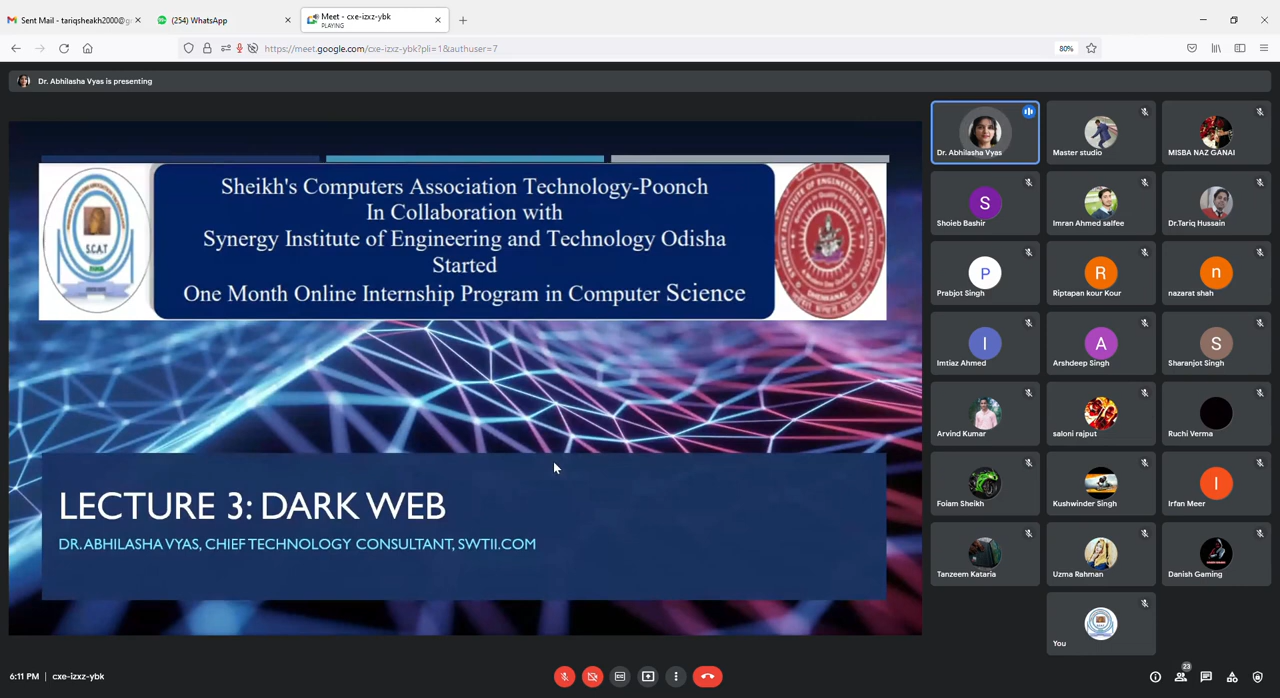 Sent Mail - tariqsheakh2000@g
(254) WhatsApp
Meet - cxe-izxz-ybk
PLAYING
https://meet.google.com/cxe-izxz-ybk?pli=1&authuser=7
80%
Dr. Abhilasha Vyas is presenting
Sheikh's Computers Association Technology-Poonch
In Collaboration with
Synergy Institute of Engineering and Technology Odisha
Started
One Month Online Internship Program in Computer Science
S.C.A.T
LECTURE 3: DARK WEB
DR. ABHILASHA VYAS, CHIEF TECHNOLOGY CONSULTANT, SWTII.COM
Dr. Abhilasha Vyas
Master studio
MISBA NAZ GANAI
S
Shoieb Bashir
Imran Ahmed salfee
Dr.Tariq Hussain
P
Prabjot Singh
R
Riptapan kour Kour
n
nazarat shah
I
Imtiaz Ahmed
A
Arshdeep Singh
S
Sharanjot Singh
Arvind Kumar
saloni rajput
Ruchi Verma
Foiam Sheikh
Kushwinder Singh
I
Irfan Meer
Tanzeem Kataria
Uzma Rahman
Danish Gaming
You
6:11 PM | cxe-izxz-ybk
23